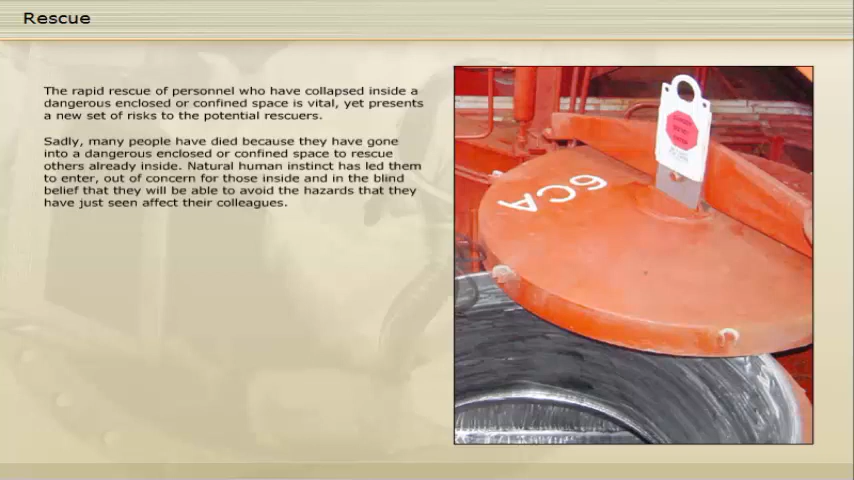 Rescue
The rapid rescue of personnel who have collapsed inside a
dangerous enclosed or confined space is vital, yet presents
a new set of risks to the potential rescuers.
Sadly, many people have died because they have gone
into a dangerous enclosed or confined space to rescue
others already inside. Natural human instinct has led them
to enter, out of concern for those inside and in the blind
belief that they will be able to avoid the hazards that they
have just seen affect their colleagues.
6CA